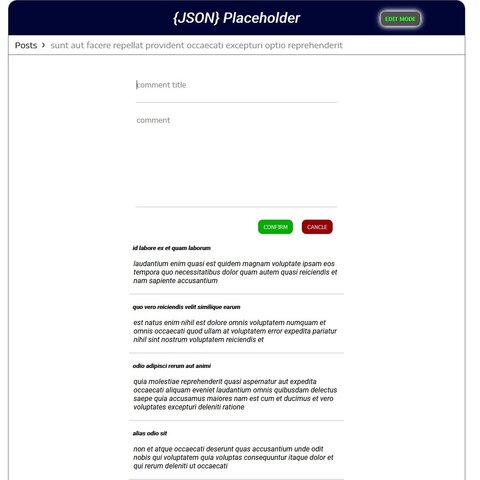 {JSON} Placeholder
EDIT MODE
Posts › sunt aut facere repellat provident occaecati excepturi optio reprehenderit
comment title
comment
CONFIRM
CANCLE
id labore ex et quam laborum
laudantium enim quasi est quidem magnam voluptate ipsam eos
tempora quo necessitatibus dolor quam autem quasi reiciendis et
nam sapiente accusantium
quo vero reiciendis velit similique earum
est natus enim nihil est dolore omnis voluptatem numquam et
omnis occaecati quod ullam at voluptatem error expedita pariatur
nihil sint nostrum voluptatem reiciendis et
odio adipisci rerum aut animi
quia molestiae reprehenderit quasi aspernatur aut expedita
occaecati aliquam eveniet laudantium omnis quibusdam delectus
saepe quia accusamus maiores nam est cum et ducimus et vero
voluptates excepturi deleniti ratione
alias odio sit
non et atque occaecati deserunt quas accusantium unde odit
nobis qui voluptatem quia voluptas consequuntur itaque dolor et
qui rerum deleniti ut occaecati